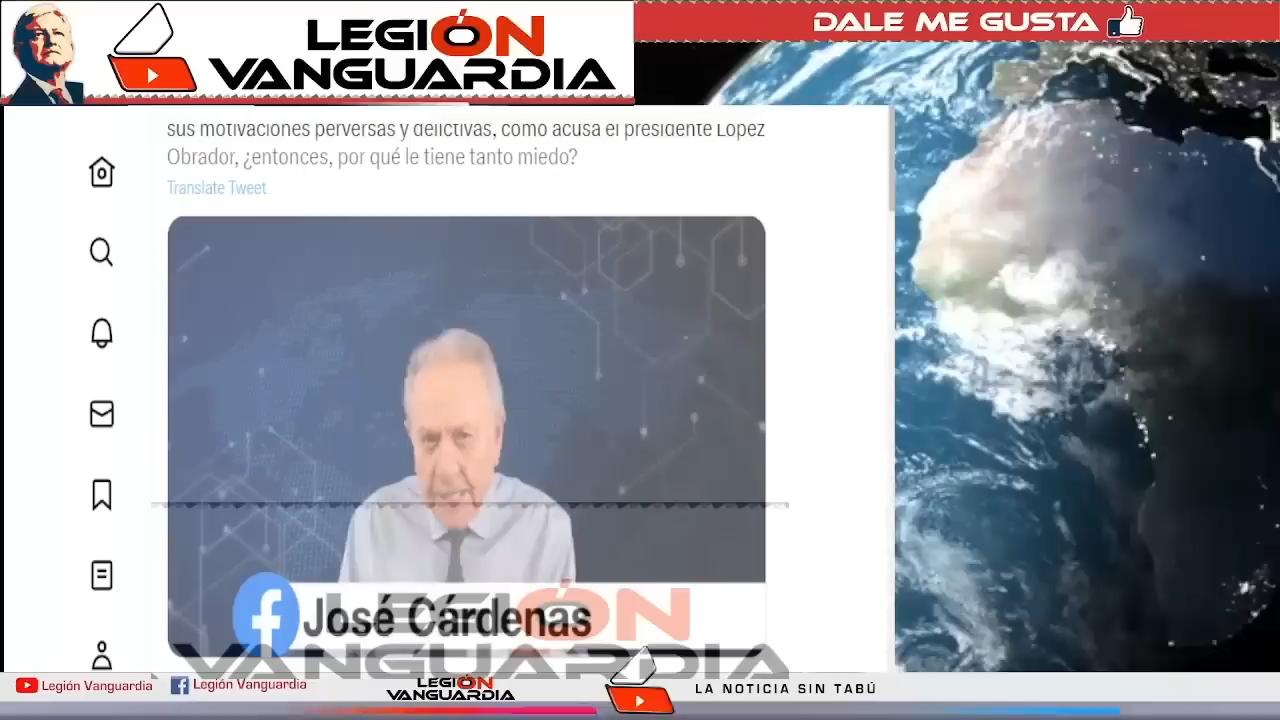 LEGIÓN
VANGUARDIA
DALE ME GUSTA
sus motivaciones perversas y delictivas, como acusa el presidente López
Obrador, ¿entonces, por qué le tiene tanto miedo?
Translate Tweet
José Cárdenas
LEGIÓN
VANGUARDIA
Legión Vanguardia
Legión Vanguardia
LEGIÓN
VANGUARDIA
LA NOTICIA SIN TABÚ